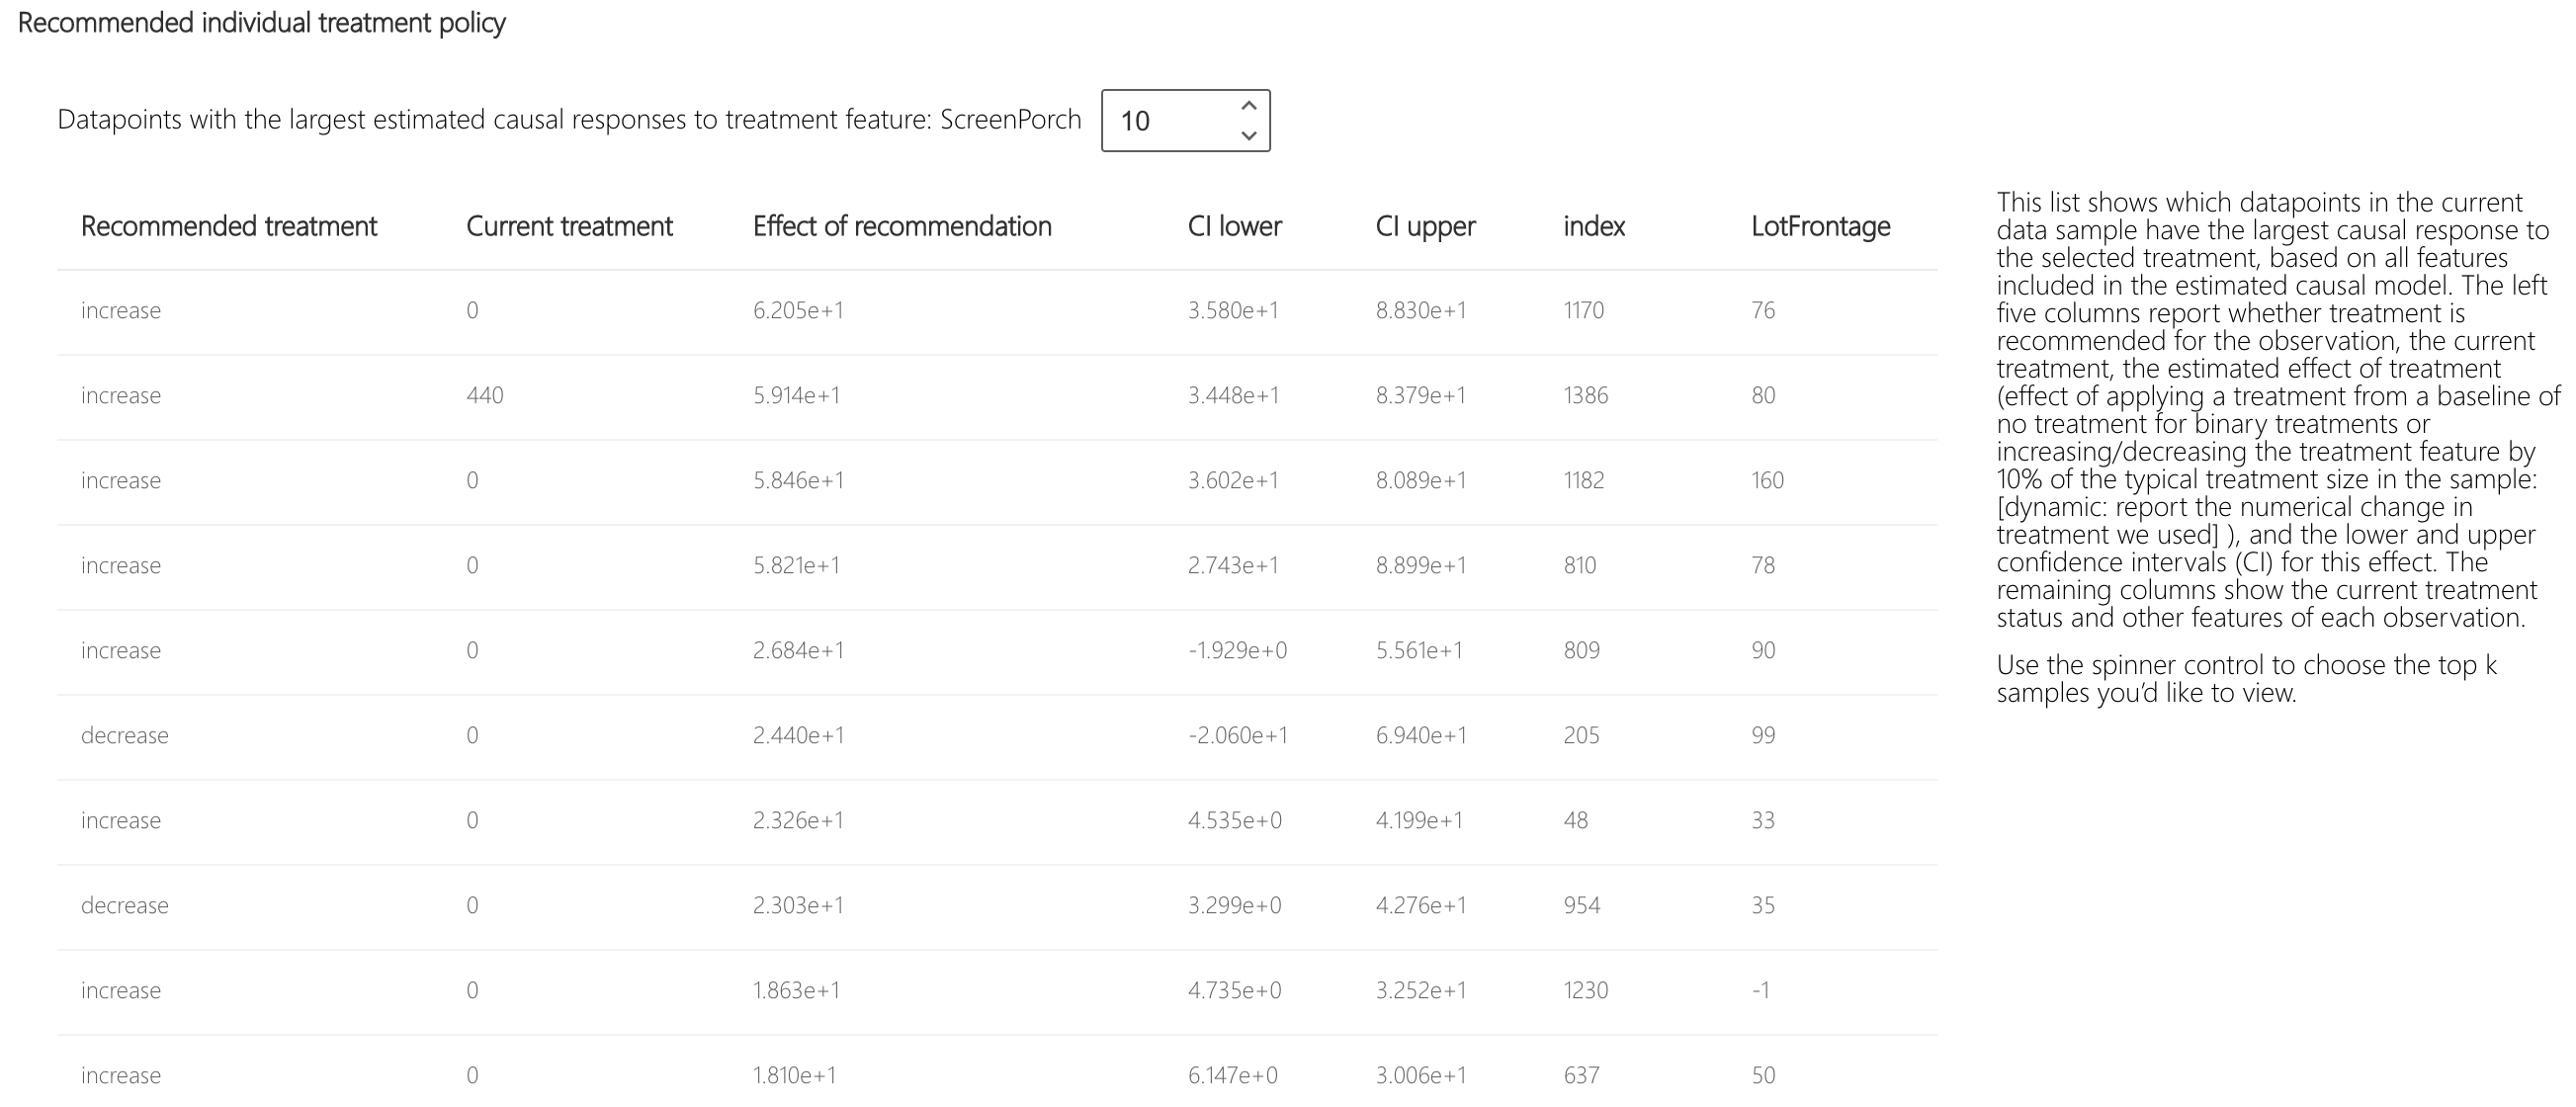 Recommended individual treatment policy
Datapoints with the largest estimated causal responses to treatment feature: ScreenPorch 10
Recommended treatment Current treatment Effect of recommendation CI lower CI upper index LotFrontage
increase 0 6.205e+1 3.580e+1 8.830e+1 1170 76
increase 440 5.914e+1 3.448e+1 8.379e+1 1386 80
increase 0 5.846e+1 3.602e+1 8.089e+1 1182 160
increase 0 5.821e+1 2.743e+1 8.899e+1 810 78
increase 0 2.684e+1 -1.929e+0 5.561e+1 809 90
decrease 0 2.440e+1 -2.060e+1 6.940e+1 205 99
increase 0 2.326e+1 4.535e+0 4.199e+1 48 33
decrease 0 2.303e+1 3.299e+0 4.276e+1 954 35
increase 0 1.863e+1 4.735e+0 3.252e+1 1230 -1
increase 0 1.810e+1 6.147e+0 3.006e+1 637 50
This list shows which datapoints in the current
data sample have the largest causal response to
the selected treatment, based on all features
included in the estimated causal model. The left
five columns report whether treatment is
recommended for the observation, the current
treatment, the estimated effect of treatment
(effect of applying a treatment from a baseline of
no treatment for binary treatments or
increasing/decreasing the treatment feature by
10% of the typical treatment size in the sample:
[dynamic: report the numerical change in
treatment we used] ), and the lower and upper
confidence intervals (CI) for this effect. The
remaining columns show the current treatment
status and other features of each observation.
Use the spinner control to choose the top k
samples you’d like to view.